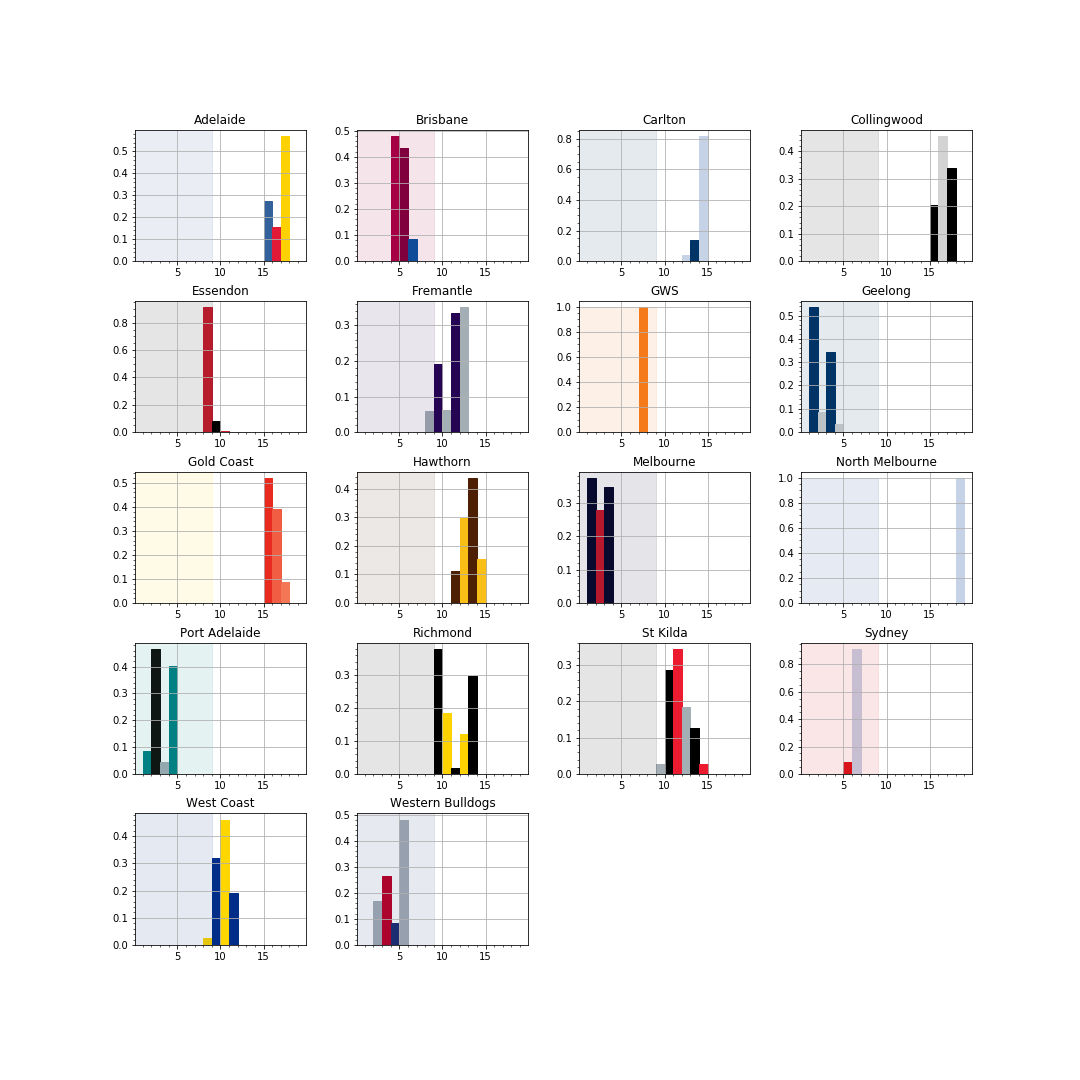 Adelaide Brisbane Carlton Collingwood
0.5 0.4 0.3 0.2 0.1 0.0
5 10 15
0.5 0.4 0.3 0.2 0.1 0.0
5 10 15
0.8 0.6 0.4 0.2 0.0
5 10 15
0.4 0.3 0.2 0.1 0.0
5 10 15
Essendon Fremantle GWS Geelong
0.8 0.6 0.4 0.2 0.0
5 10 15
0.3 0.2 0.1 0.0
5 10 15
1.0 0.8 0.6 0.4 0.2 0.0
5 10 15
0.5 0.4 0.3 0.2 0.1 0.0
5 10 15
Gold Coast Hawthorn Melbourne North Melbourne
0.5 0.4 0.3 0.2 0.1 0.0
5 10 15
0.4 0.3 0.2 0.1 0.0
5 10 15
0.3 0.2 0.1 0.0
5 10 15
1.0 0.8 0.6 0.4 0.2 0.0
5 10 15
Port Adelaide Richmond St Kilda Sydney
0.4 0.3 0.2 0.1 0.0
5 10 15
0.3 0.2 0.1 0.0
5 10 15
0.3 0.2 0.1 0.0
5 10 15
0.8 0.6 0.4 0.2 0.0
5 10 15
West Coast Western Bulldogs
0.4 0.3 0.2 0.1 0.0
5 10 15
0.5 0.4 0.3 0.2 0.1 0.0
5 10 15